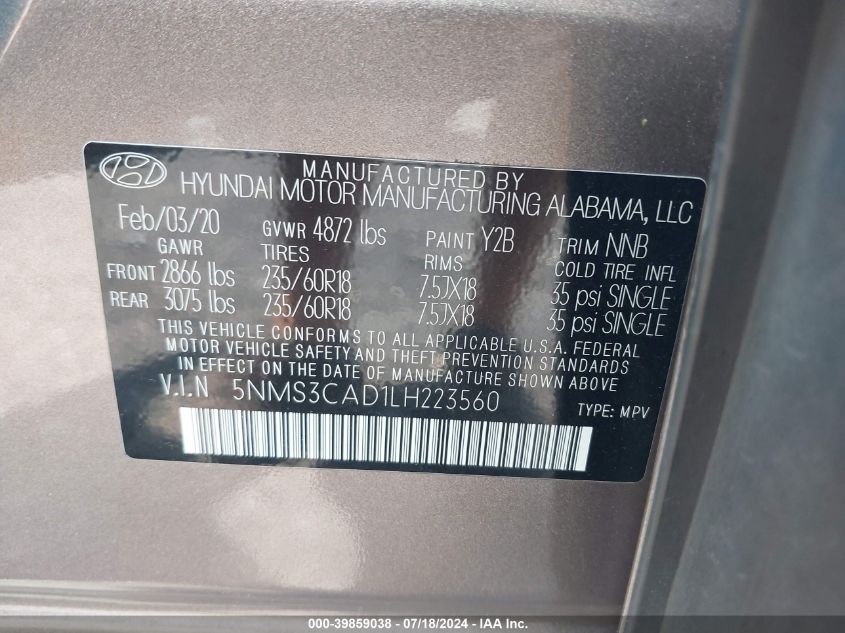 MANUFACTURED BY
HYUNDAI MOTOR MANUFACTURING ALABAMA, LLC
Feb/03/20 GVWR 4872 lbs PAINT Y2B TRIM NNB
GAWR TIRES RIMS COLD TIRE INFL
FRONT 2866 lbs 235/60R18 7.5JX18 35 psi SINGLE
REAR 3075 lbs 235/60R18 7.5JX18 35 psi SINGLE
THIS VEHICLE CONFORMS TO ALL APPLICABLE U.S.A. FEDERAL
MOTOR VEHICLE SAFETY AND THEFT PREVENTION STANDARDS
IN EFFECT ON THE DATE OF MANUFACTURE SHOWN ABOVE
V.I.N 5NMS3CAD1LH223560 TYPE: MPV
000-39859038 - 07/18/2024 - IAA Inc.